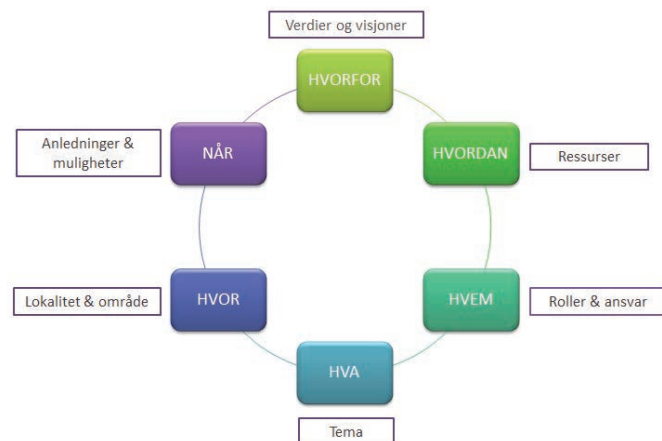 Verdier og visjoner
HVORFOR
Anledninger &
muligheter
NÅR
HVORDAN
Ressurser
Lokalitet & område
HVOR
HVEM
Roller & ansvar
HVA
Tema